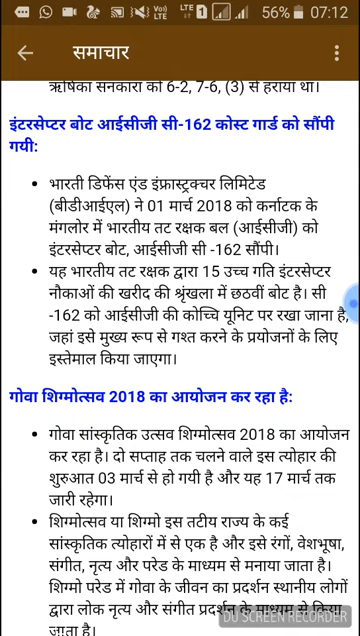 Vo)) LTE LTE 1 56% 07:12
समाचार
ऋषिका सनकारा को 6-2, 7-6, (3) से हराया था।
इंटरसेप्टर बोट आईसीजी सी-162 कोस्ट गार्ड को सौंपी
गयी:
• भारती डिफेंस एंड इंफ्रास्ट्रक्चर लिमिटेड
(बीडीआईएल) ने 01 मार्च 2018 को कर्नाटक के
मंगलोर में भारतीय तट रक्षक बल (आईसीजी) को
इंटरसेप्टर बोट, आईसीजी सी -162 सौंपी।
• यह भारतीय तट रक्षक द्वारा 15 उच्च गति इंटरसेप्टर
नौकाओं की खरीद की श्रृंखला में छठवीं बोट है। सी
-162 को आईसीजी की कोच्चि यूनिट पर रखा जाना है,
जहां इसे मुख्य रूप से गश्त करने के प्रयोजनों के लिए
इस्तेमाल किया जाएगा।
गोवा शिग्मोत्सव 2018 का आयोजन कर रहा है:
• गोवा सांस्कृतिक उत्सव शिग्मोत्सव 2018 का आयोजन
कर रहा है। दो सप्ताह तक चलने वाले इस त्योहार की
शुरुआत 03 मार्च से हो गयी है और यह 17 मार्च तक
जारी रहेगा।
• शिग्मोत्सव या शिग्मो इस तटीय राज्य के कई
सांस्कृतिक त्योहारों में से एक है और इसे रंगों, वेशभूषा,
संगीत, नृत्य और परेड के माध्यम से मनाया जाता है।
शिग्मो परेड में गोवा के जीवन का प्रदर्शन स्थानीय लोगों
द्वारा लोक नृत्य और संगीत प्रदर्शन के माध्यम से किया
जाता है।
DU SCREEN RECORDER